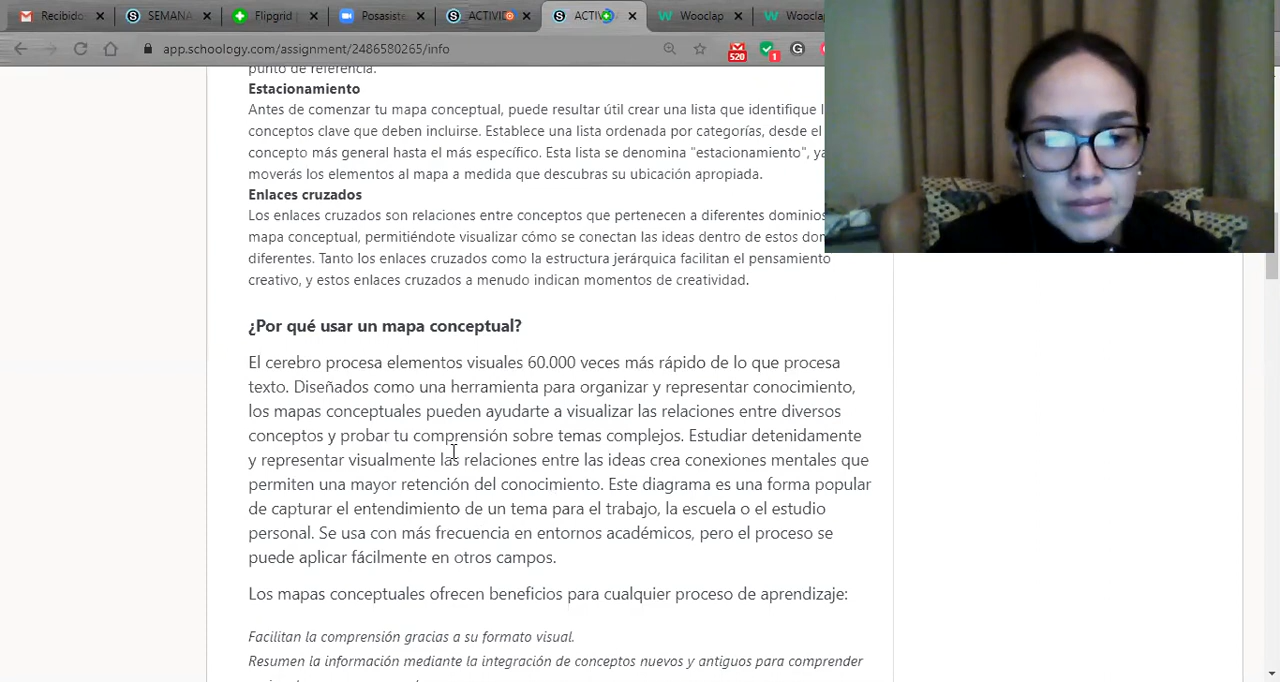 Recibido SEMANA Flipgrid Posasiste ACTIVID ACTIV Wooclap Wooclap
app.schoology.com/assignment/2486580265/info
520 1 G
punto de referencia.
Estacionamiento
Antes de comenzar tu mapa conceptual, puede resultar útil crear una lista que identifique l
conceptos clave que deben incluirse. Establece una lista ordenada por categorías, desde el
concepto más general hasta el más específico. Esta lista se denomina "estacionamiento", ya
moverás los elementos al mapa a medida que descubras su ubicación apropiada.
Enlaces cruzados
Los enlaces cruzados son relaciones entre conceptos que pertenecen a diferentes dominios
mapa conceptual, permitiéndote visualizar cómo se conectan las ideas dentro de estos dom
diferentes. Tanto los enlaces cruzados como la estructura jerárquica facilitan el pensamiento
creativo, y estos enlaces cruzados a menudo indican momentos de creatividad.
¿Por qué usar un mapa conceptual?
El cerebro procesa elementos visuales 60.000 veces más rápido de lo que procesa
texto. Diseñados como una herramienta para organizar y representar conocimiento,
los mapas conceptuales pueden ayudarte a visualizar las relaciones entre diversos
conceptos y probar tu comprensión sobre temas complejos. Estudiar detenidamente
y representar visualmente las relaciones entre las ideas crea conexiones mentales que
permiten una mayor retención del conocimiento. Este diagrama es una forma popular
de capturar el entendimiento de un tema para el trabajo, la escuela o el estudio
personal. Se usa con más frecuencia en entornos académicos, pero el proceso se
puede aplicar fácilmente en otros campos.
Los mapas conceptuales ofrecen beneficios para cualquier proceso de aprendizaje:
Facilitan la comprensión gracias a su formato visual.
Resumen la información mediante la integración de conceptos nuevos y antiguos para comprender